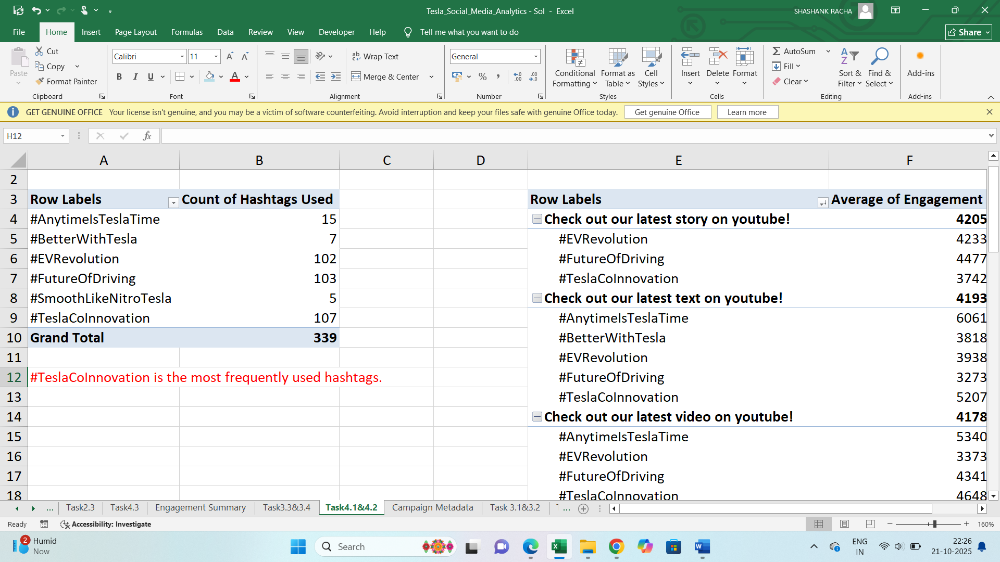 Tesla_Social_Media_Analytics - Sol - Excel
SHASHANK RACHA
File Home Insert Page Layout Formulas Data Review View Developer Help Tell me what you want to do
Share
Paste
Cut
Copy
Format Painter
Clipboard
Calibri 11
B I U
Font
Wrap Text
Merge & Center
Alignment
General
Number
Conditional Formatting
Format as Table
Cell Styles
Styles
Insert Delete Format
Cells
AutoSum
Fill
Clear
Sort & Filter
Find & Select
Editing
Add-ins
Add-ins
GET GENUINE OFFICE Your license isn't genuine, and you may be a victim of software counterfeiting. Avoid interruption and keep your files safe with genuine Office today. Get genuine Office Learn more
H12 fx
A B C D E F
2
3 Row Labels Count of Hashtags Used Row Labels Average of Engagement
4 #AnytimeIsTeslaTime 15 Check out our latest story on youtube! 4205
5 #BetterWithTesla 7 #EVRevolution 4233
6 #EVRevolution 102 #FutureOfDriving 4477
7 #FutureOfDriving 103 #TeslaCoInnovation 3742
8 #SmoothLikeNitroTesla 5 Check out our latest text on youtube! 4193
9 #TeslaCoInnovation 107 #AnytimeIsTeslaTime 6061
10 Grand Total 339 #BetterWithTesla 3818
11 #EVRevolution 3938
12 #TeslaCoInnovation is the most frequently used hashtags. #FutureOfDriving 3273
13 #TeslaCoInnovation 5207
14 Check out our latest video on youtube! 4178
15 #AnytimeIsTeslaTime 5340
16 #EVRevolution 3373
17 #FutureOfDriving 4341
18 #TeslaCoInnovation 4648
... Task2.3 Task4.3 Engagement Summary Task3.3&3.4 Task4.1&4.2 Campaign Metadata Task 3.1&3.2 ...
Ready Accessibility: Investigate 160%
2 Humid
Now
Search
ENG
IN
22:26
21-10-2025